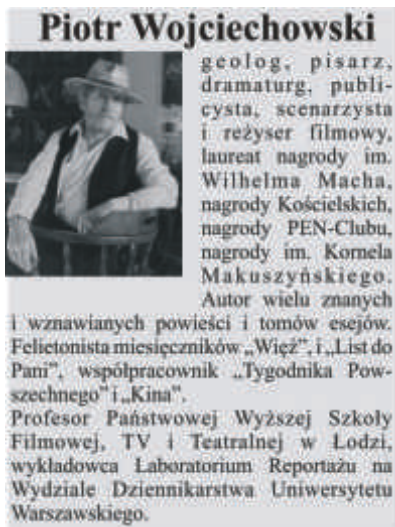 Piotr Wojciechowski
geolog, pisarz,
dramaturg, publi-
cysta, scenarzysta
i reżyser filmowy,
laureat nagrody im.
Wilhelma Macha,
nagrody Kościelskich,
nagrody PEN-Clubu,
nagrody im. Kornela
Makuszyńskiego.
Autor wielu znanych
i wznawianych powieści i tomów esejów.
Felietonista miesięczników „Więź”, i „List do
Pani”, współpracownik „Tygodnika Pow-
szechnego” i „Kina”.
Profesor Państwowej Wyższej Szkoły
Filmowej, TV i Teatralnej w Łodzi,
wykładowca Laboratorium Reportażu na
Wydziale Dziennikarstwa Uniwersytetu
Warszawskiego.